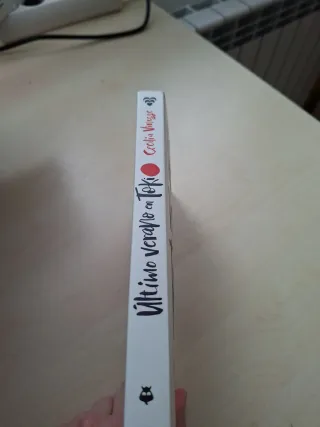 Último verano en Tokio
Cecilia Vinesse